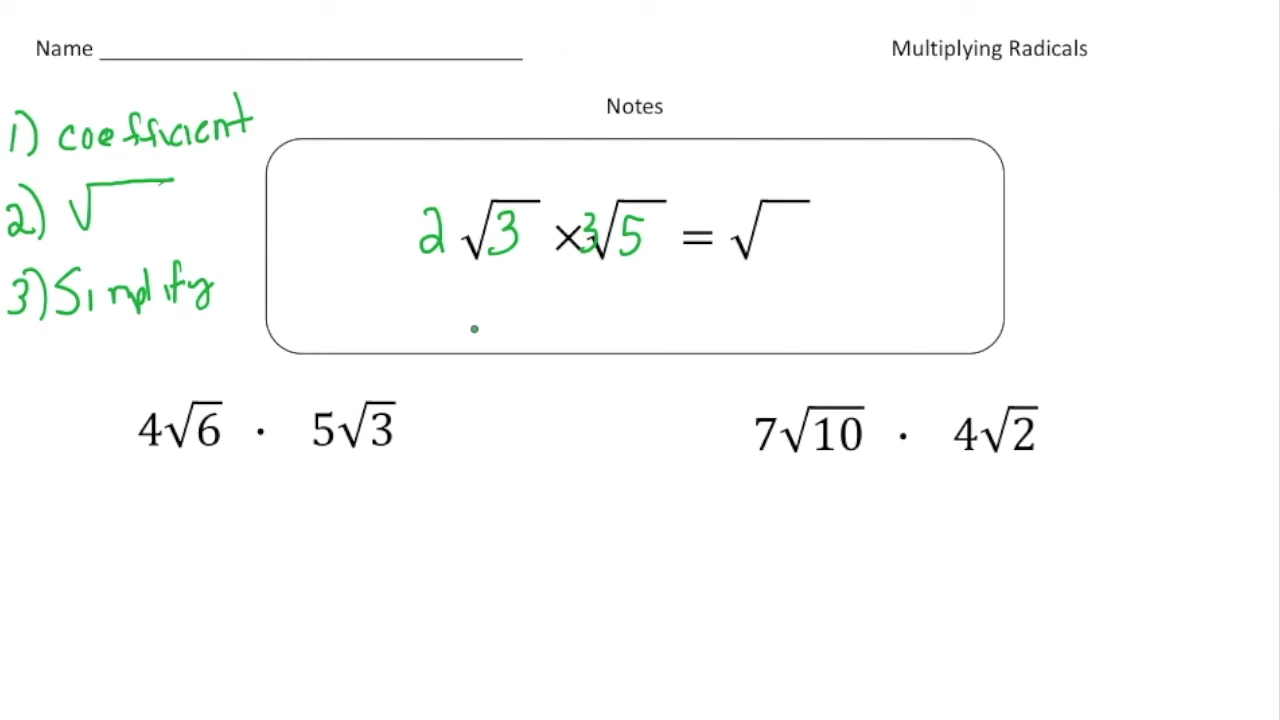 Name ___________________________ Multiplying Radicals
Notes
1) coefficient
2) √
3) Simplify
2 √3 × 3√5 = √
4√6 · 5√3
7√10 · 4√2